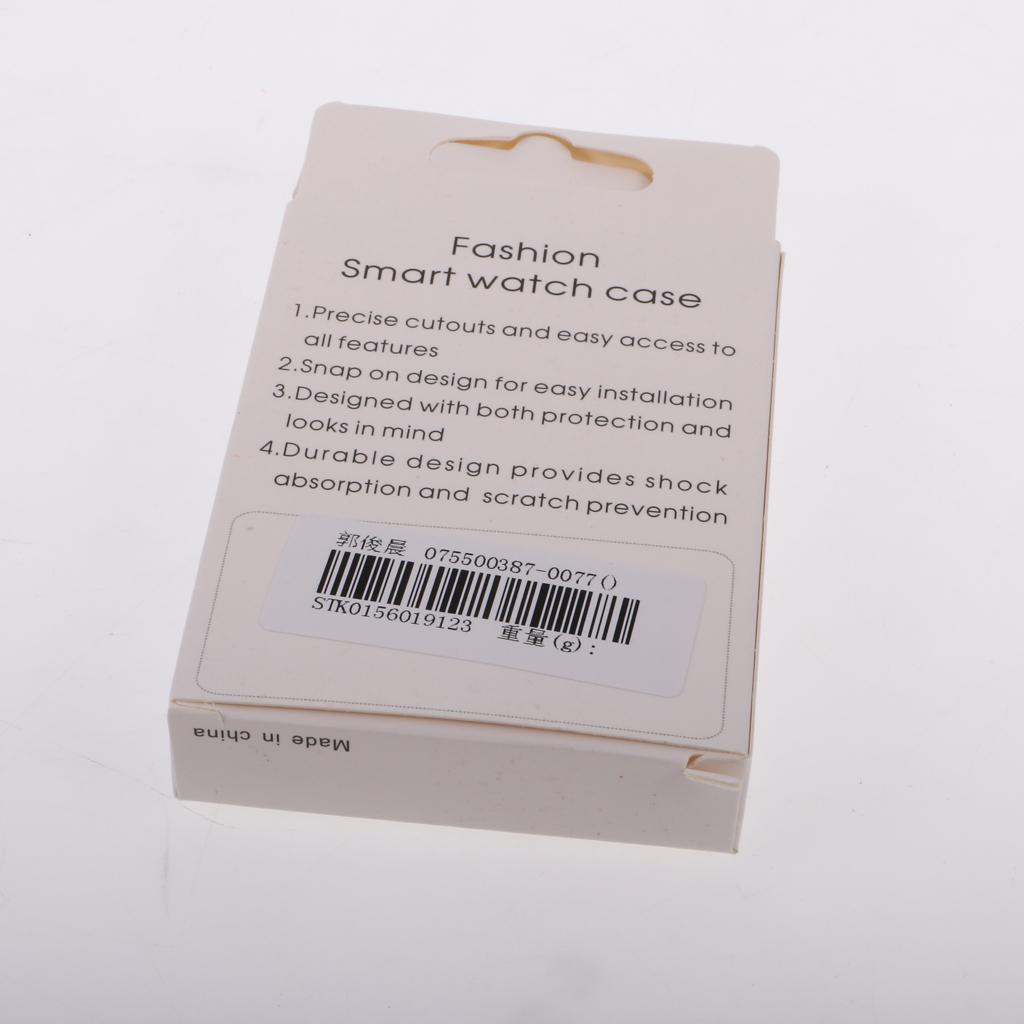 Fashion
Smart watch case
1.Precise cutouts and easy access to
all features
2.Snap on design for easy installation
3.Designed with both protection and
looks in mind
4.Durable design provides shock
absorption and scratch prevention
郭俊晨 075500387-0077()
STK0156019123 重量(g):
Made in china